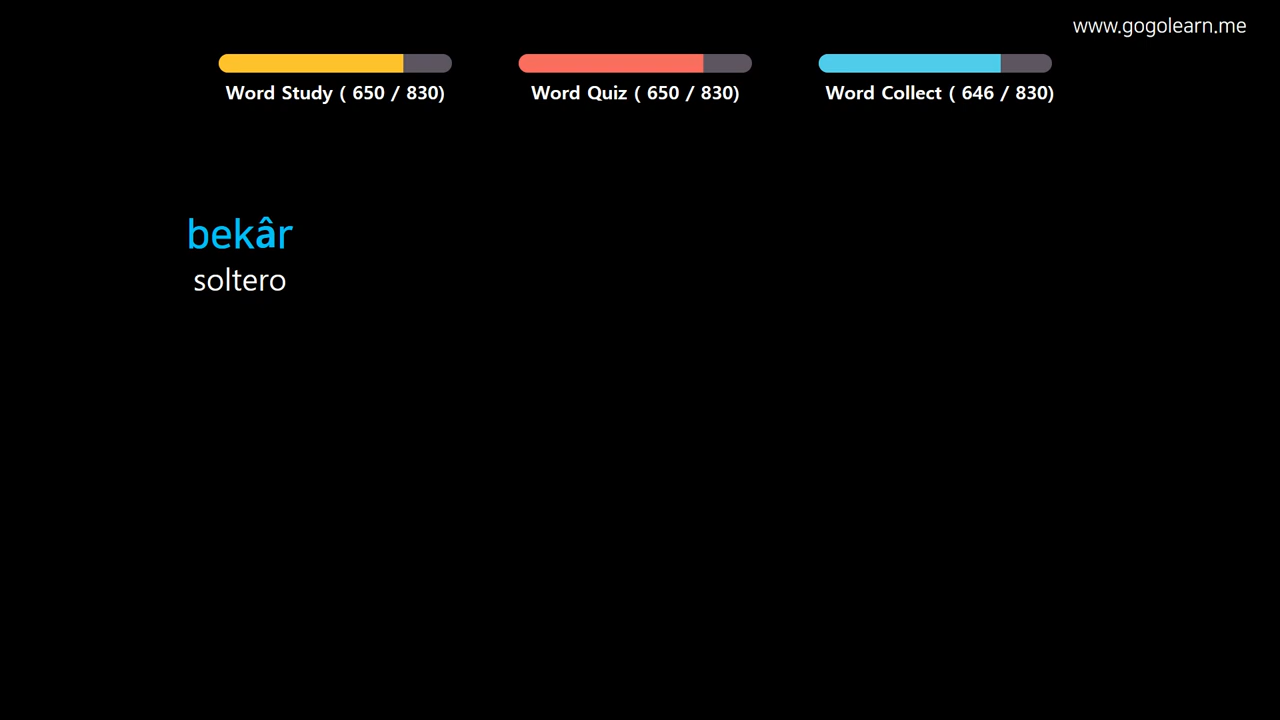 www.gogolearn.me
Word Study ( 650 / 830)
Word Quiz ( 650 / 830)
Word Collect ( 646 / 830)
bekâr
soltero